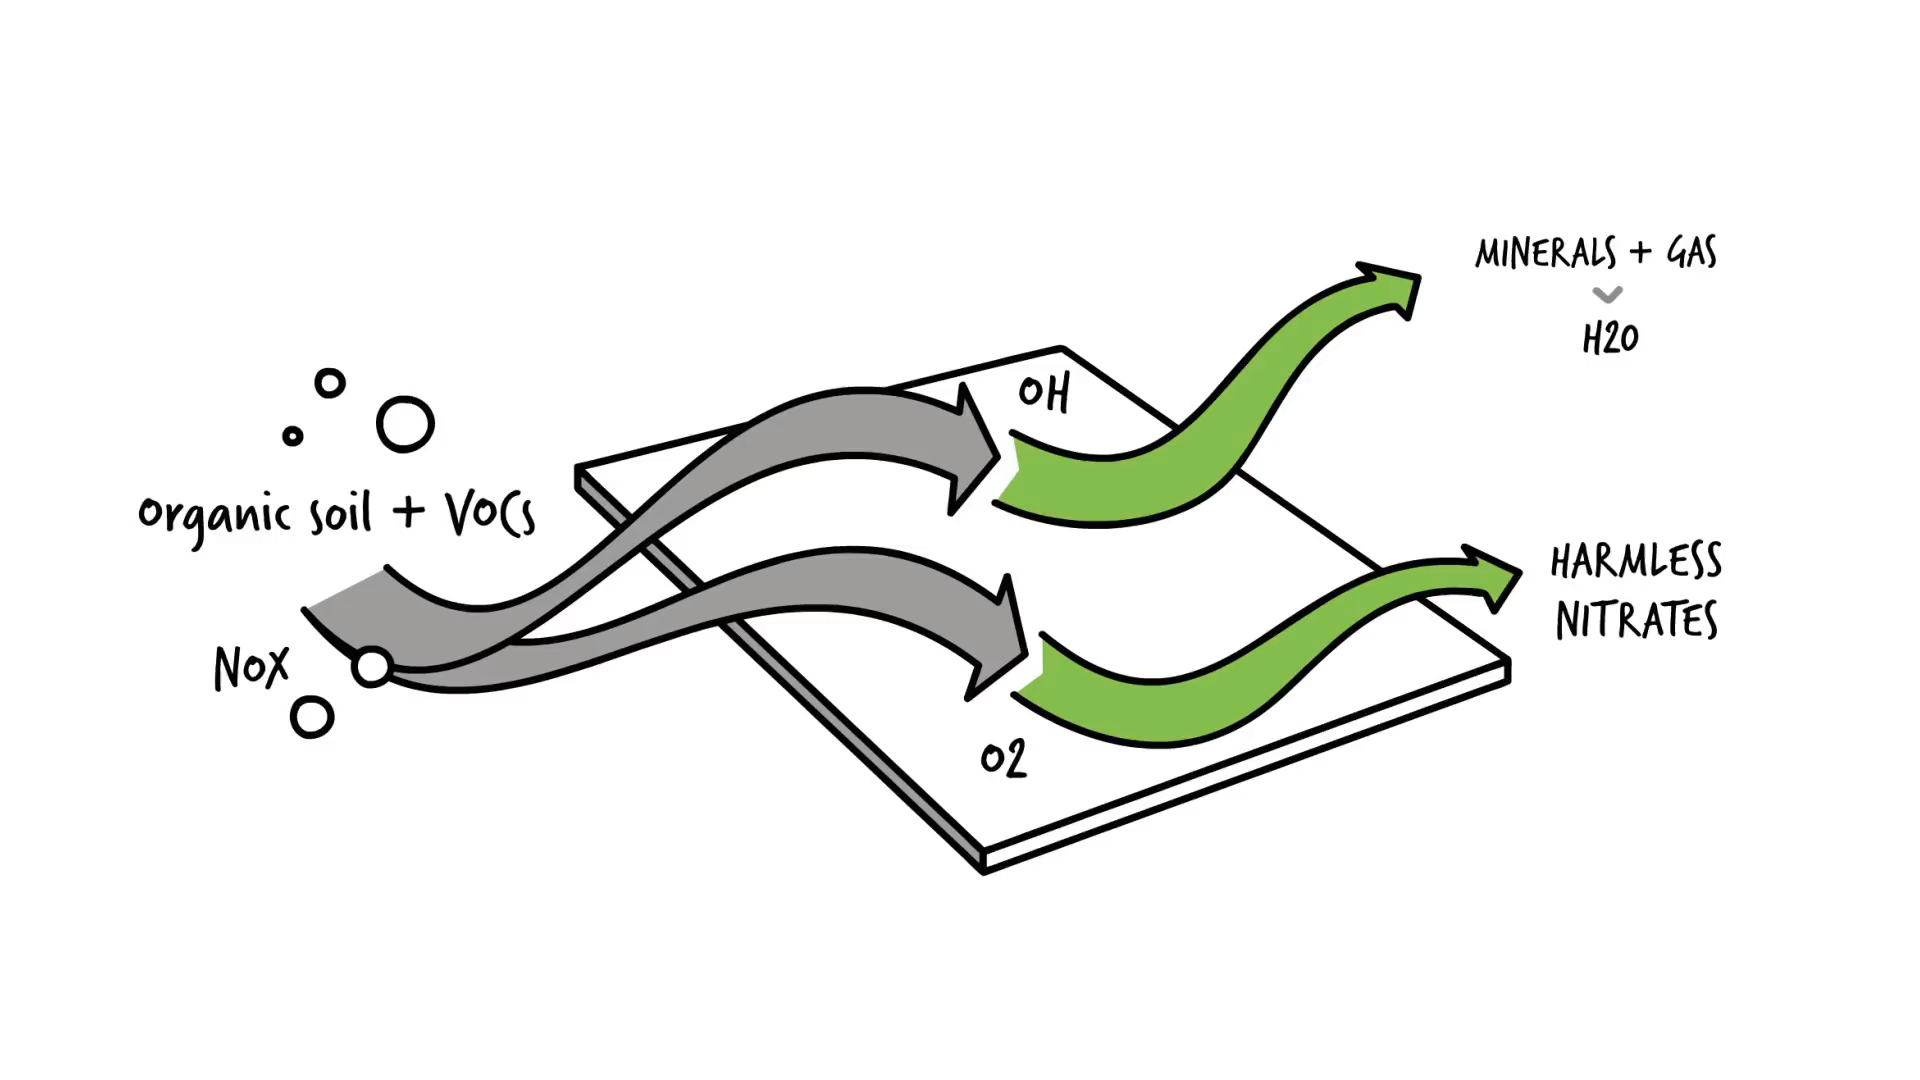 MINERALS + GAS
H2O
OH
organic soil + VOCs
HARMLESS
NITRATES
NOX
O2